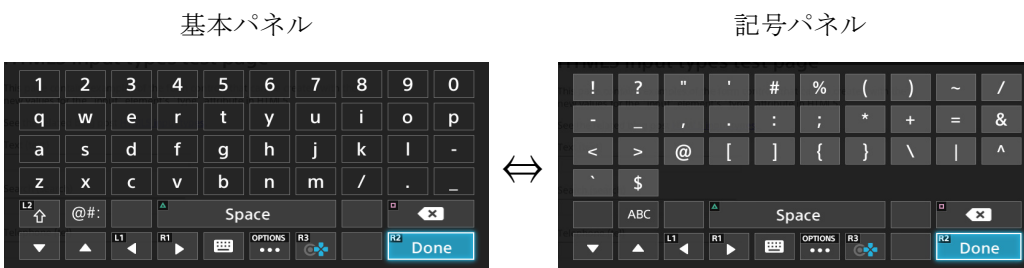 基本パネル 記号パネル
1 2 3 4 5 6 7 8 9 0
q w e r t y u i o p
a s d f g h j k l -
z x c v b n m / . _
L2 @#: Space
L1 R1 OPTIONS R3 R2 Done
! ? " ' # % ( ) ~ /
- _ , . : ; * + = &
< > @ [ ] { } \ | ^
` $
ABC Space
L1 R1 OPTIONS R3 R2 Done